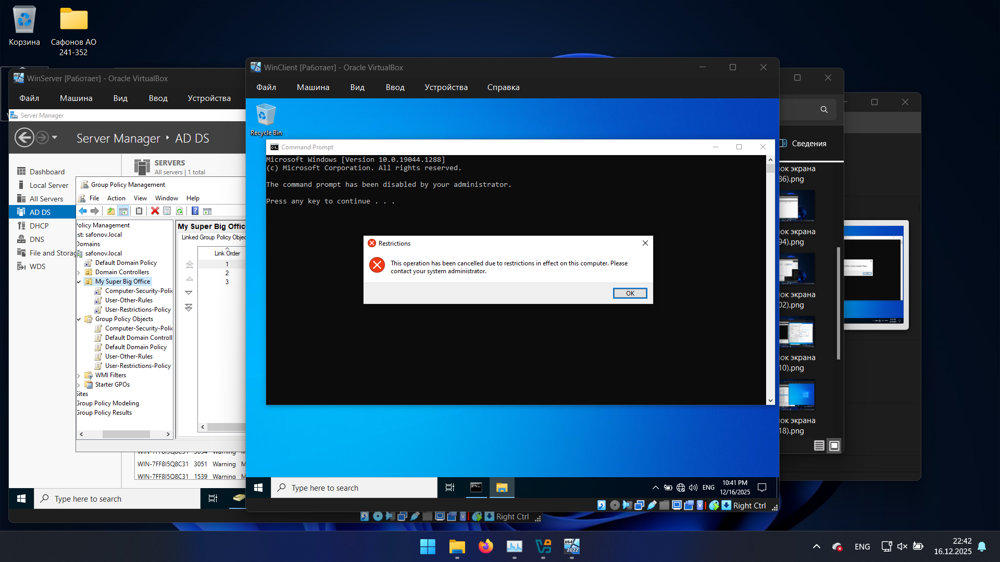 Корзина
Сафонов АО
241-352
WinServer [Работает] - Oracle VirtualBox
Файл Машина Вид Ввод Устройства
Server Manager
Server Manager ‣ AD DS
Dashboard
Local Server
All Servers
AD DS
DHCP
DNS
File and Storag
WDS
SERVERS
All servers | 1 total
Group Policy Management
File Action View Window Help
Policy Management
est: safonov.local
Domains
safonov.local
Default Domain Policy
Domain Controllers
My Super Big Office
Computer-Security-Polic
User-Other-Rules
User-Restrictions-Policy
Group Policy Objects
Computer-Security-Polic
Default Domain Controll
Default Domain Policy
User-Other-Rules
User-Restrictions-Policy
WMI Filters
Starter GPOs
Sites
Group Policy Modeling
Group Policy Results
My Super Big Offic
Linked Group Policy Objec
Link Order
1
2
3
WIN-7FF8I5Q8C31 3051 Warning M
WIN-7FF8I5Q8C31 1539 Warning M
Type here to search
Right Ctrl
WinClient [Работает] - Oracle VirtualBox
Файл Машина Вид Ввод Устройства Справка
Recycle Bin
Command Prompt
Microsoft Windows [Version 10.0.19044.1288]
(c) Microsoft Corporation. All rights reserved.
The command prompt has been disabled by your administrator.
Press any key to continue . . .
Restrictions
This operation has been cancelled due to restrictions in effect on this computer. Please
contact your system administrator.
OK
Type here to search
ENG
10:41 PM
12/16/2025
Right Ctrl
Сведения
ок экрана
86).png
ок экрана
94).png
ок экрана
02).png
ок экрана
10).png
ок экрана
18).png
x64
2022
ENG
22:42
16.12.2025